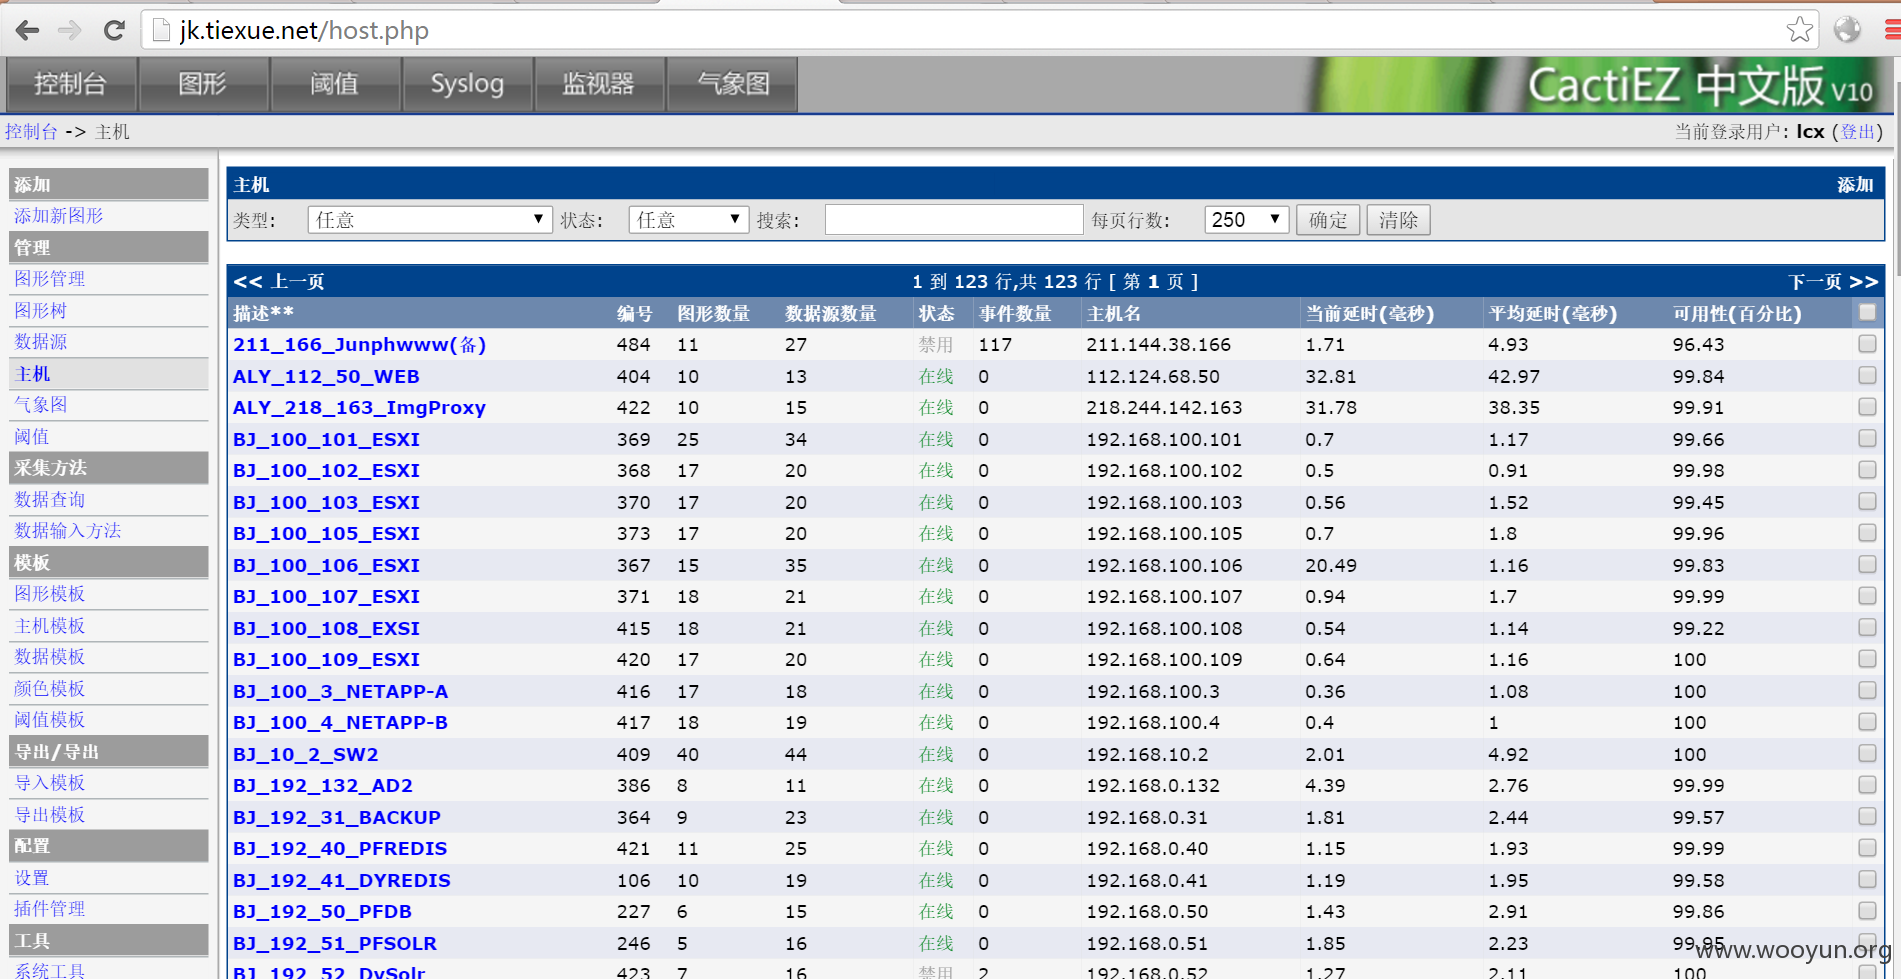 jk.tiexue.net/host.php
控制台 图形 阈值 Syslog 监视器 气象图 CactiEZ 中文版 V10
控制台 -> 主机 当前登录用户: lcx (登出)
添加
添加新图形
管理
图形管理
图形树
数据源
主机
气象图
阈值
采集方法
数据查询
数据输入方法
模板
图形模板
主机模板
数据模板
颜色模板
阈值模板
导出/导出
导入模板
导出模板
配置
设置
插件管理
工具
系统工具
主机 添加
类型: 任意 状态: 任意 搜索: 每页行数: 250 确定 清除
<< 上一页 1 到 123 行,共 123 行 [ 第 1 页 ] 下一页 >>
描述** 编号 图形数量 数据源数量 状态 事件数量 主机名 当前延时(毫秒) 平均延时(毫秒) 可用性(百分比)
211_166_Junphwww(备) 484 11 27 禁用 117 211.144.38.166 1.71 4.93 96.43
ALY_112_50_WEB 404 10 13 在线 0 112.124.68.50 32.81 42.97 99.84
ALY_218_163_ImgProxy 422 10 15 在线 0 218.244.142.163 31.78 38.35 99.91
BJ_100_101_ESXI 369 25 34 在线 0 192.168.100.101 0.7 1.17 99.66
BJ_100_102_ESXI 368 17 20 在线 0 192.168.100.102 0.5 0.91 99.98
BJ_100_103_ESXI 370 17 20 在线 0 192.168.100.103 0.56 1.52 99.45
BJ_100_105_ESXI 373 17 20 在线 0 192.168.100.105 0.7 1.8 99.96
BJ_100_106_ESXI 367 15 35 在线 0 192.168.100.106 20.49 1.16 99.83
BJ_100_107_ESXI 371 18 21 在线 0 192.168.100.107 0.94 1.7 99.99
BJ_100_108_EXSI 415 18 21 在线 0 192.168.100.108 0.54 1.14 99.22
BJ_100_109_ESXI 420 17 20 在线 0 192.168.100.109 0.64 1.16 100
BJ_100_3_NETAPP-A 416 17 18 在线 0 192.168.100.3 0.36 1.08 100
BJ_100_4_NETAPP-B 417 18 19 在线 0 192.168.100.4 0.4 1 100
BJ_10_2_SW2 409 40 44 在线 0 192.168.10.2 2.01 4.92 100
BJ_192_132_AD2 386 8 11 在线 0 192.168.0.132 4.39 2.76 99.99
BJ_192_31_BACKUP 364 9 23 在线 0 192.168.0.31 1.81 2.44 99.57
BJ_192_40_PFREDIS 421 11 25 在线 0 192.168.0.40 1.15 1.93 99.99
BJ_192_41_DYREDIS 106 10 19 在线 0 192.168.0.41 1.19 1.95 99.58
BJ_192_50_PFDB 227 6 15 在线 0 192.168.0.50 1.43 2.91 99.86
BJ_192_51_PFSOLR 246 5 16 在线 0 192.168.0.51 1.85 2.23 99.95
BJ_192_52_DySolr 423 7 16 禁用 2 192.168.0.52 1.27 2.11 100
www.wooyun.org